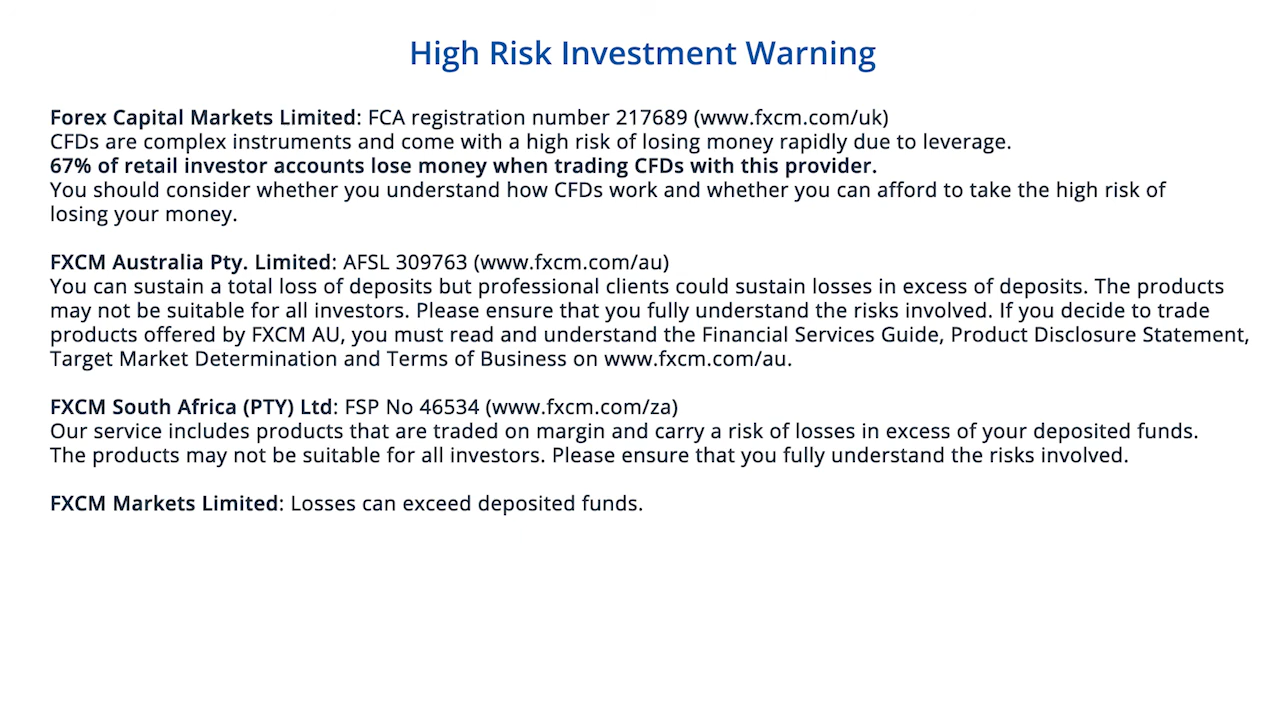 High Risk Investment Warning
Forex Capital Markets Limited: FCA registration number 217689 (www.fxcm.com/uk)
CFDs are complex instruments and come with a high risk of losing money rapidly due to leverage.
67% of retail investor accounts lose money when trading CFDs with this provider.
You should consider whether you understand how CFDs work and whether you can afford to take the high risk of
losing your money.
FXCM Australia Pty. Limited: AFSL 309763 (www.fxcm.com/au)
You can sustain a total loss of deposits but professional clients could sustain losses in excess of deposits. The products
may not be suitable for all investors. Please ensure that you fully understand the risks involved. If you decide to trade
products offered by FXCM AU, you must read and understand the Financial Services Guide, Product Disclosure Statement,
Target Market Determination and Terms of Business on www.fxcm.com/au.
FXCM South Africa (PTY) Ltd: FSP No 46534 (www.fxcm.com/za)
Our service includes products that are traded on margin and carry a risk of losses in excess of your deposited funds.
The products may not be suitable for all investors. Please ensure that you fully understand the risks involved.
FXCM Markets Limited: Losses can exceed deposited funds.